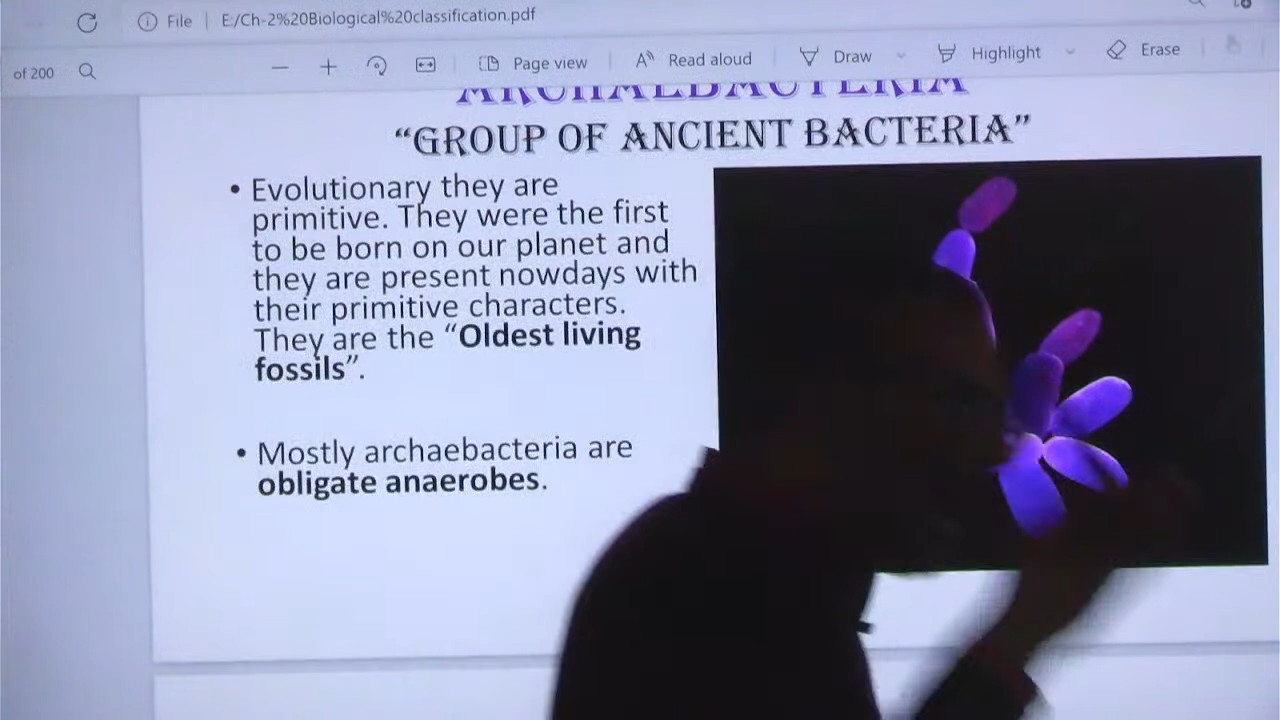 File | E:/Ch-2%20Biological%20classification.pdf
of 200
Page view
Read aloud
Draw
Highlight
Erase
ARCHAEBACTERIA
“GROUP OF ANCIENT BACTERIA”
• Evolutionary they are
primitive. They were the first
to be born on our planet and
they are present nowdays with
their primitive characters.
They are the “Oldest living
fossils”.
• Mostly archaebacteria are
obligate anaerobes.